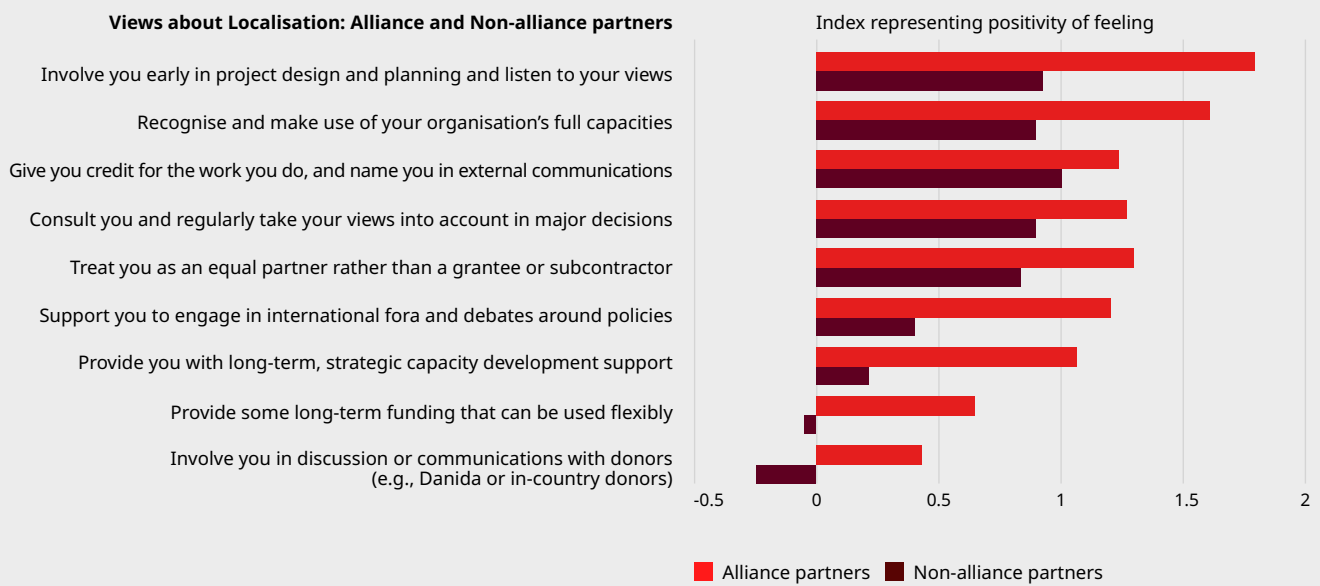 Views about Localisation: Alliance and Non-alliance partners
Index representing positivity of feeling
Involve you early in project design and planning and listen to your views
Recognise and make use of your organisation’s full capacities
Give you credit for the work you do, and name you in external communications
Consult you and regularly take your views into account in major decisions
Treat you as an equal partner rather than a grantee or subcontractor
Support you to engage in international fora and debates around policies
Provide you with long-term, strategic capacity development support
Provide some long-term funding that can be used flexibly
Involve you in discussion or communications with donors
(e.g., Danida or in-country donors)
-0.5 0 0.5 1 1.5 2
Alliance partners Non-alliance partners